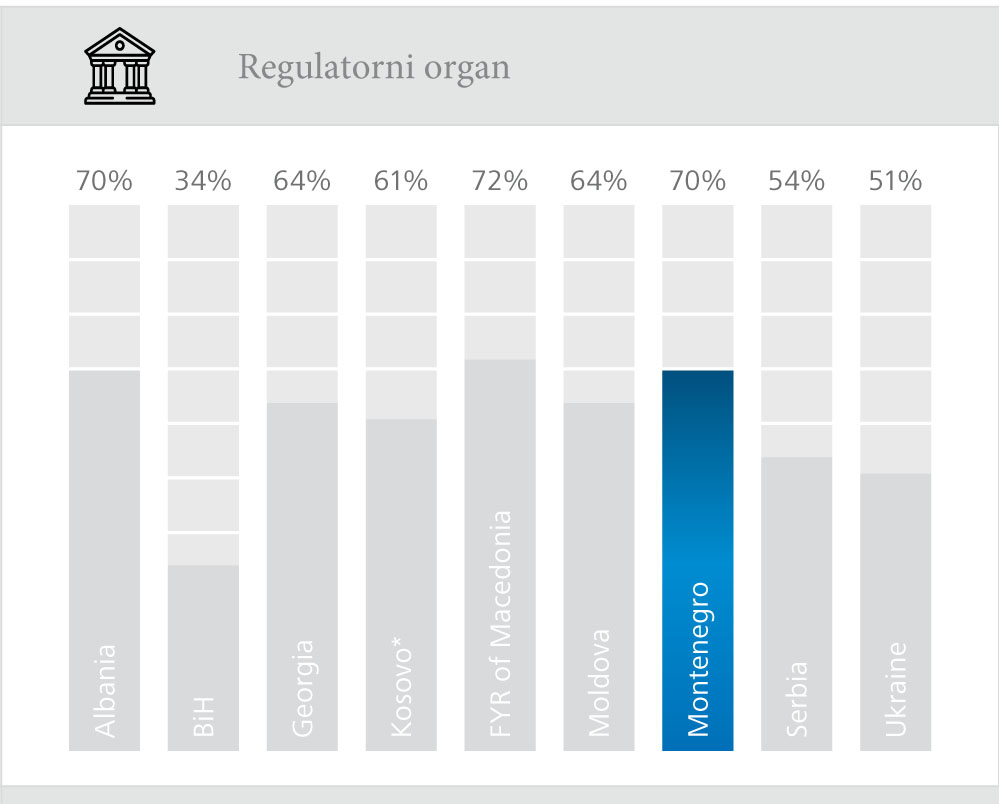 Regulatorni organ
70% 34% 64% 61% 72% 64% 70% 54% 51%
Albania
BiH
Georgia
Kosovo*
FYR of Macedonia
Moldova
Montenegro
Serbia
Ukraine